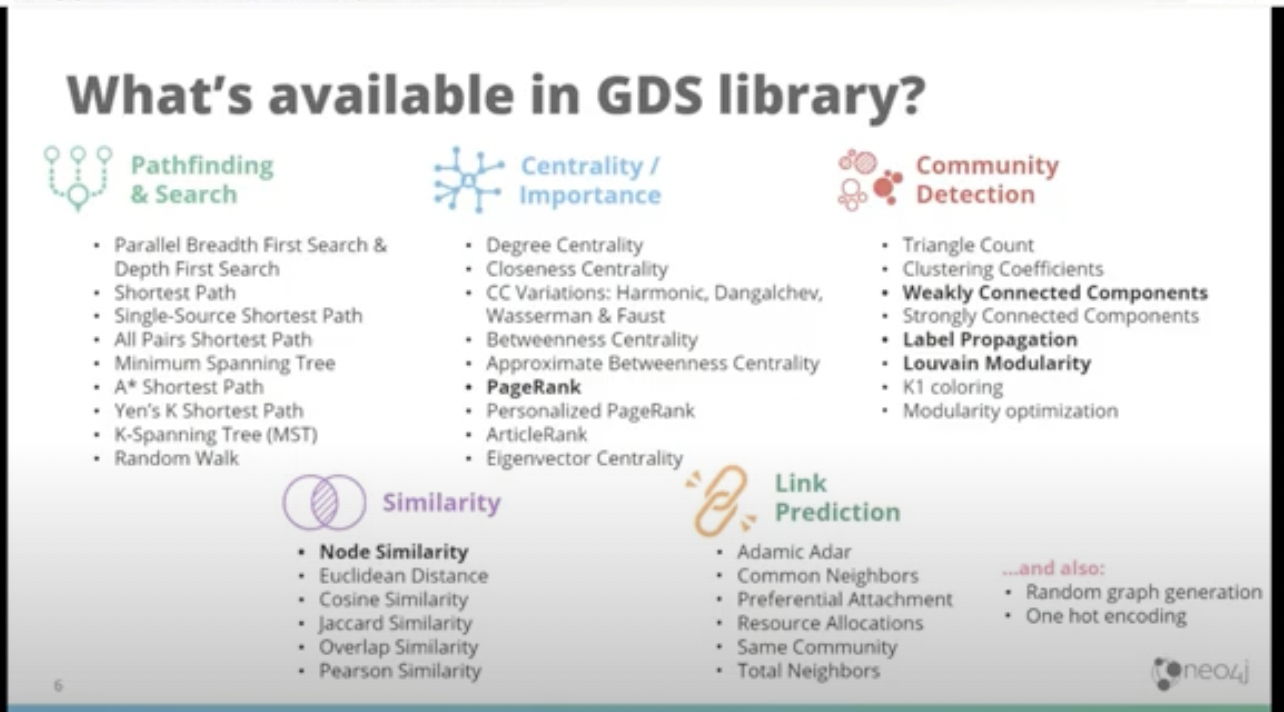 What's available in GDS library?
Pathfinding
& Search
• Parallel Breadth First Search &
Depth First Search
• Shortest Path
• Single-Source Shortest Path
• All Pairs Shortest Path
• Minimum Spanning Tree
• A* Shortest Path
• Yen's K Shortest Path
• K-Spanning Tree (MST)
• Random Walk
Centrality /
Importance
• Degree Centrality
• Closeness Centrality
• CC Variations: Harmonic, Dangalchev,
Wasserman & Faust
• Betweenness Centrality
• Approximate Betweenness Centrality
• PageRank
• Personalized PageRank
• ArticleRank
• Eigenvector Centrality
Community
Detection
• Triangle Count
• Clustering Coefficients
• Weakly Connected Components
• Strongly Connected Components
• Label Propagation
• Louvain Modularity
• K1 coloring
• Modularity optimization
Similarity
• Node Similarity
• Euclidean Distance
• Cosine Similarity
• Jaccard Similarity
• Overlap Similarity
• Pearson Similarity
Link
Prediction
• Adamic Adar
• Common Neighbors
• Preferential Attachment
• Resource Allocations
• Same Community
• Total Neighbors
...and also:
• Random graph generation
• One hot encoding
6
neo4j